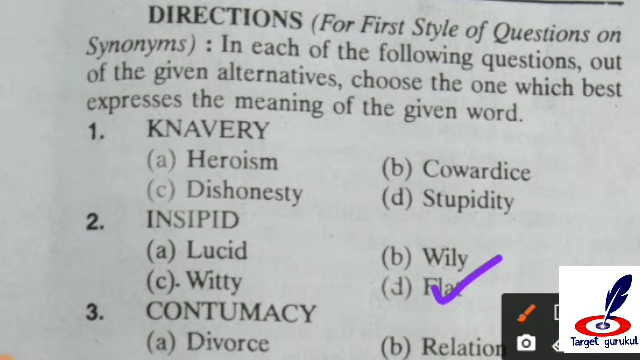 DIRECTIONS (For First Style of Questions on
Synonyms) : In each of the following questions, out
of the given alternatives, choose the one which best
expresses the meaning of the given word.
1. KNAVERY
(a) Heroism (b) Cowardice
(c) Dishonesty (d) Stupidity
2. INSIPID
(a) Lucid (b) Wily
(c). Witty (d) Flat
3. CONTUMACY
(a) Divorce (b) Relation
Target gurukul